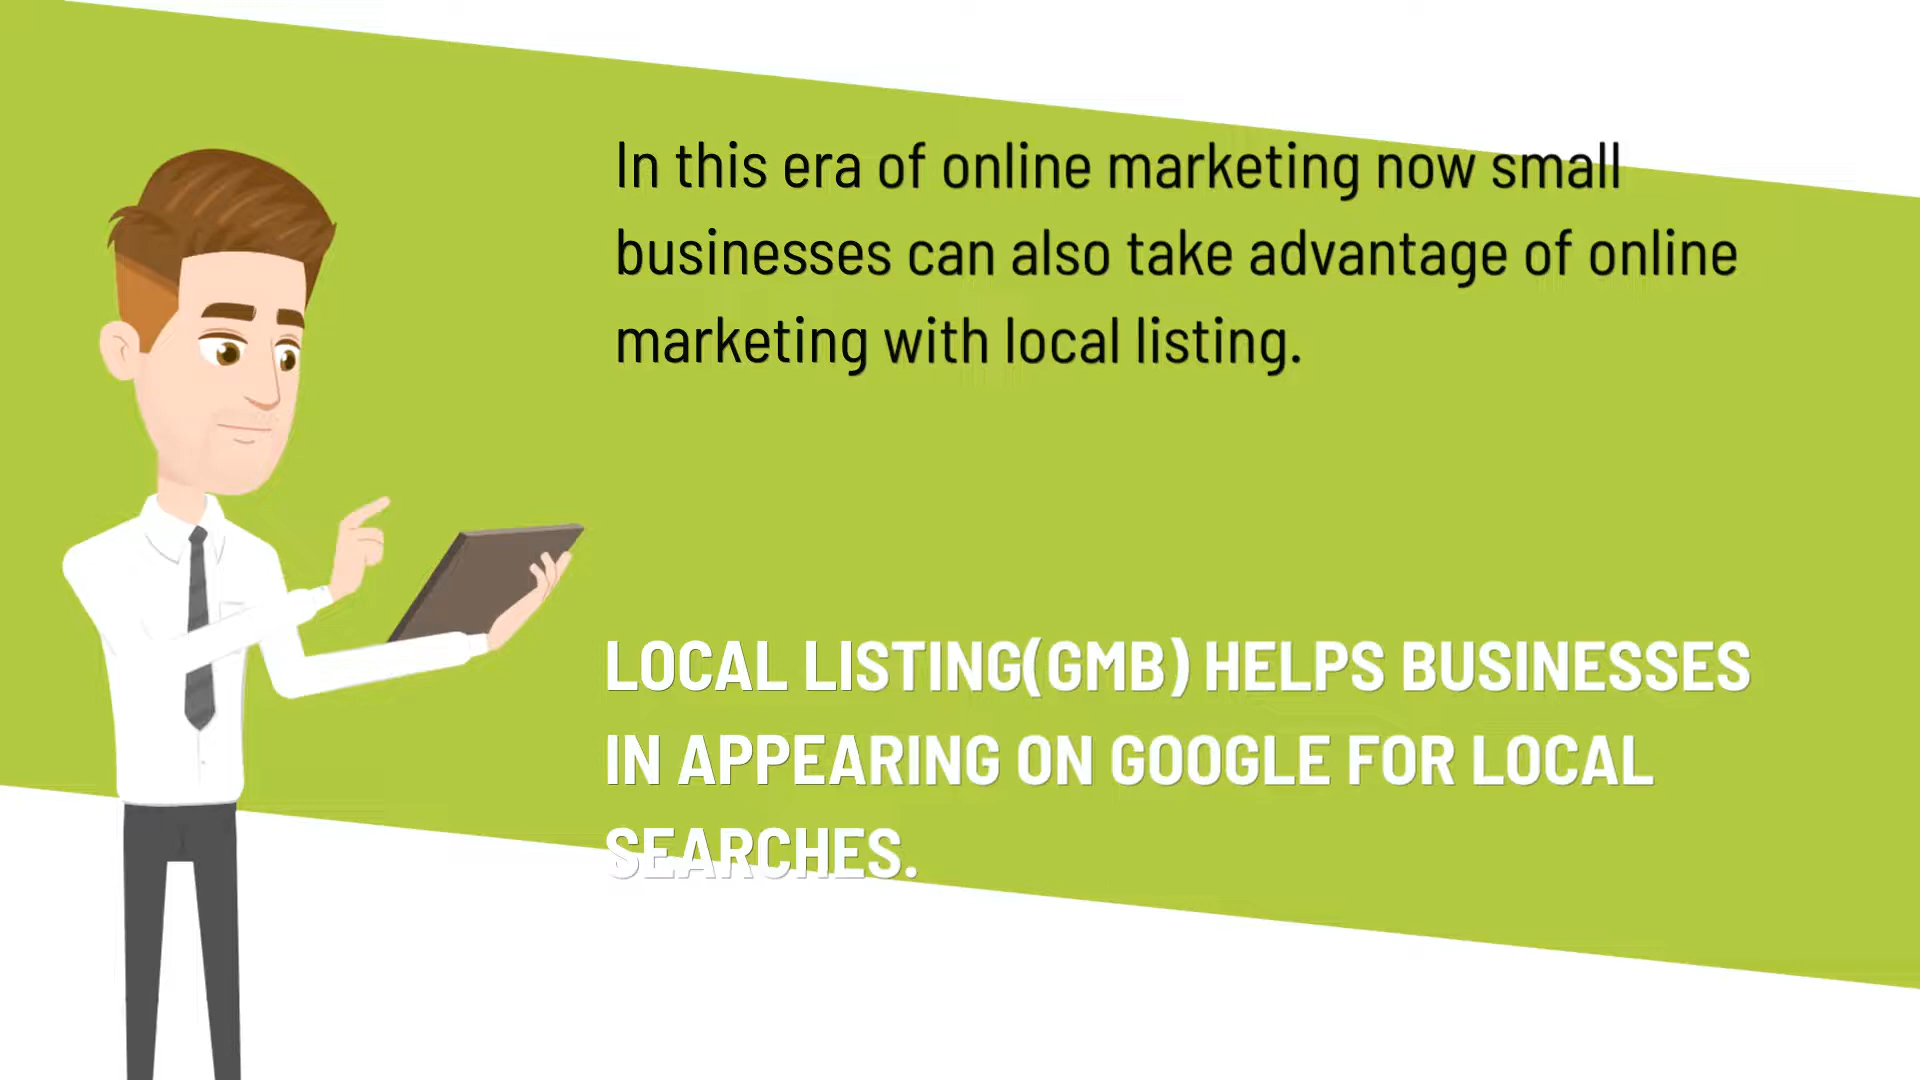 In this era of online marketing now small
businesses can also take advantage of online
marketing with local listing.
LOCAL LISTING(GMB) HELPS BUSINESSES
IN APPEARING ON GOOGLE FOR LOCAL
SEARCHES.